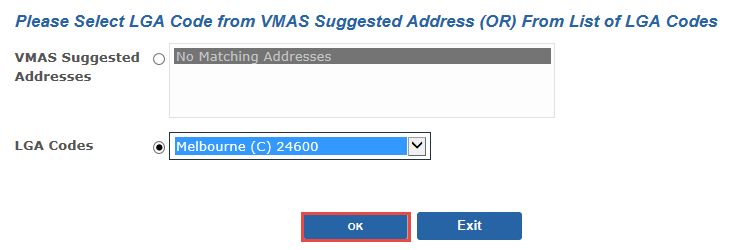 Please Select LGA Code from VMAS Suggested Address (OR) From List of LGA Codes
VMAS Suggested Addresses
No Matching Addresses
LGA Codes
Melbourne (C) 24600
OK
Exit